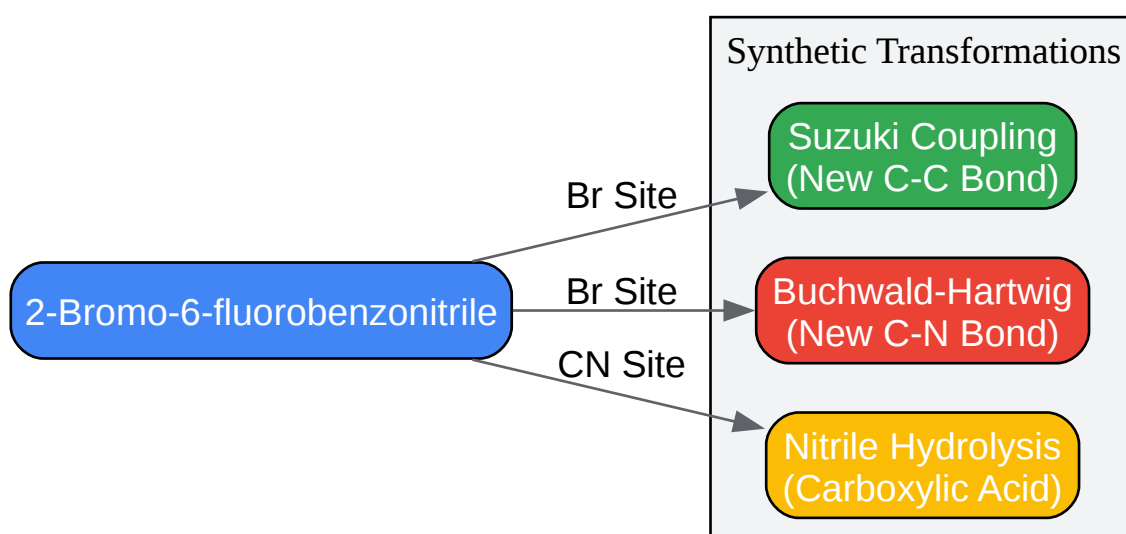 Synthetic Transformations
Suzuki Coupling
(New C-C Bond)
Br Site
2-Bromo-6-fluorobenzonitrile
Br Site
Buchwald-Hartwig
(New C-N Bond)
CN Site
Nitrile Hydrolysis
(Carboxylic Acid)